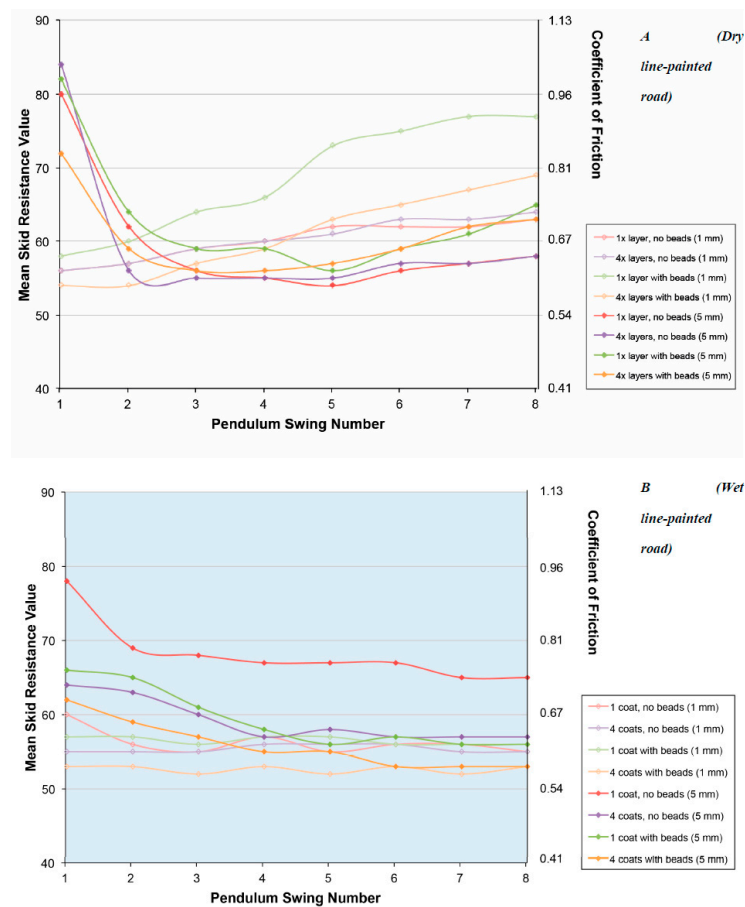 90
80
70
60
50
40
1.13
0.96
0.81
0.67
0.54
0.41
Mean Skid Resistance Value
Coefficient of Friction
1 2 3 4 5 6 7 8
Pendulum Swing Number
A (Dry
line-painted
road)
1x layer, no beads (1 mm)
4x layers, no beads (1 mm)
1x layer with beads (1 mm)
4x layers with beads (1 mm)
1x layer, no beads (5 mm)
4x layers, no beads (5 mm)
1x layer with beads (5 mm)
4x layers with beads (5 mm)
90
80
70
60
50
40
1.13
0.96
0.81
0.67
0.54
0.41
Mean Skid Resistance Value
Coefficient of Friction
1 2 3 4 5 6 7 8
Pendulum Swing Number
B (Wet
line-painted
road)
1 coat, no beads (1 mm)
4 coats, no beads (1 mm)
1 coat with beads (1 mm)
4 coats with beads (1 mm)
1 coat, no beads (5 mm)
4 coats, no beads (5 mm)
1 coat with beads (5 mm)
4 coats with beads (5 mm)